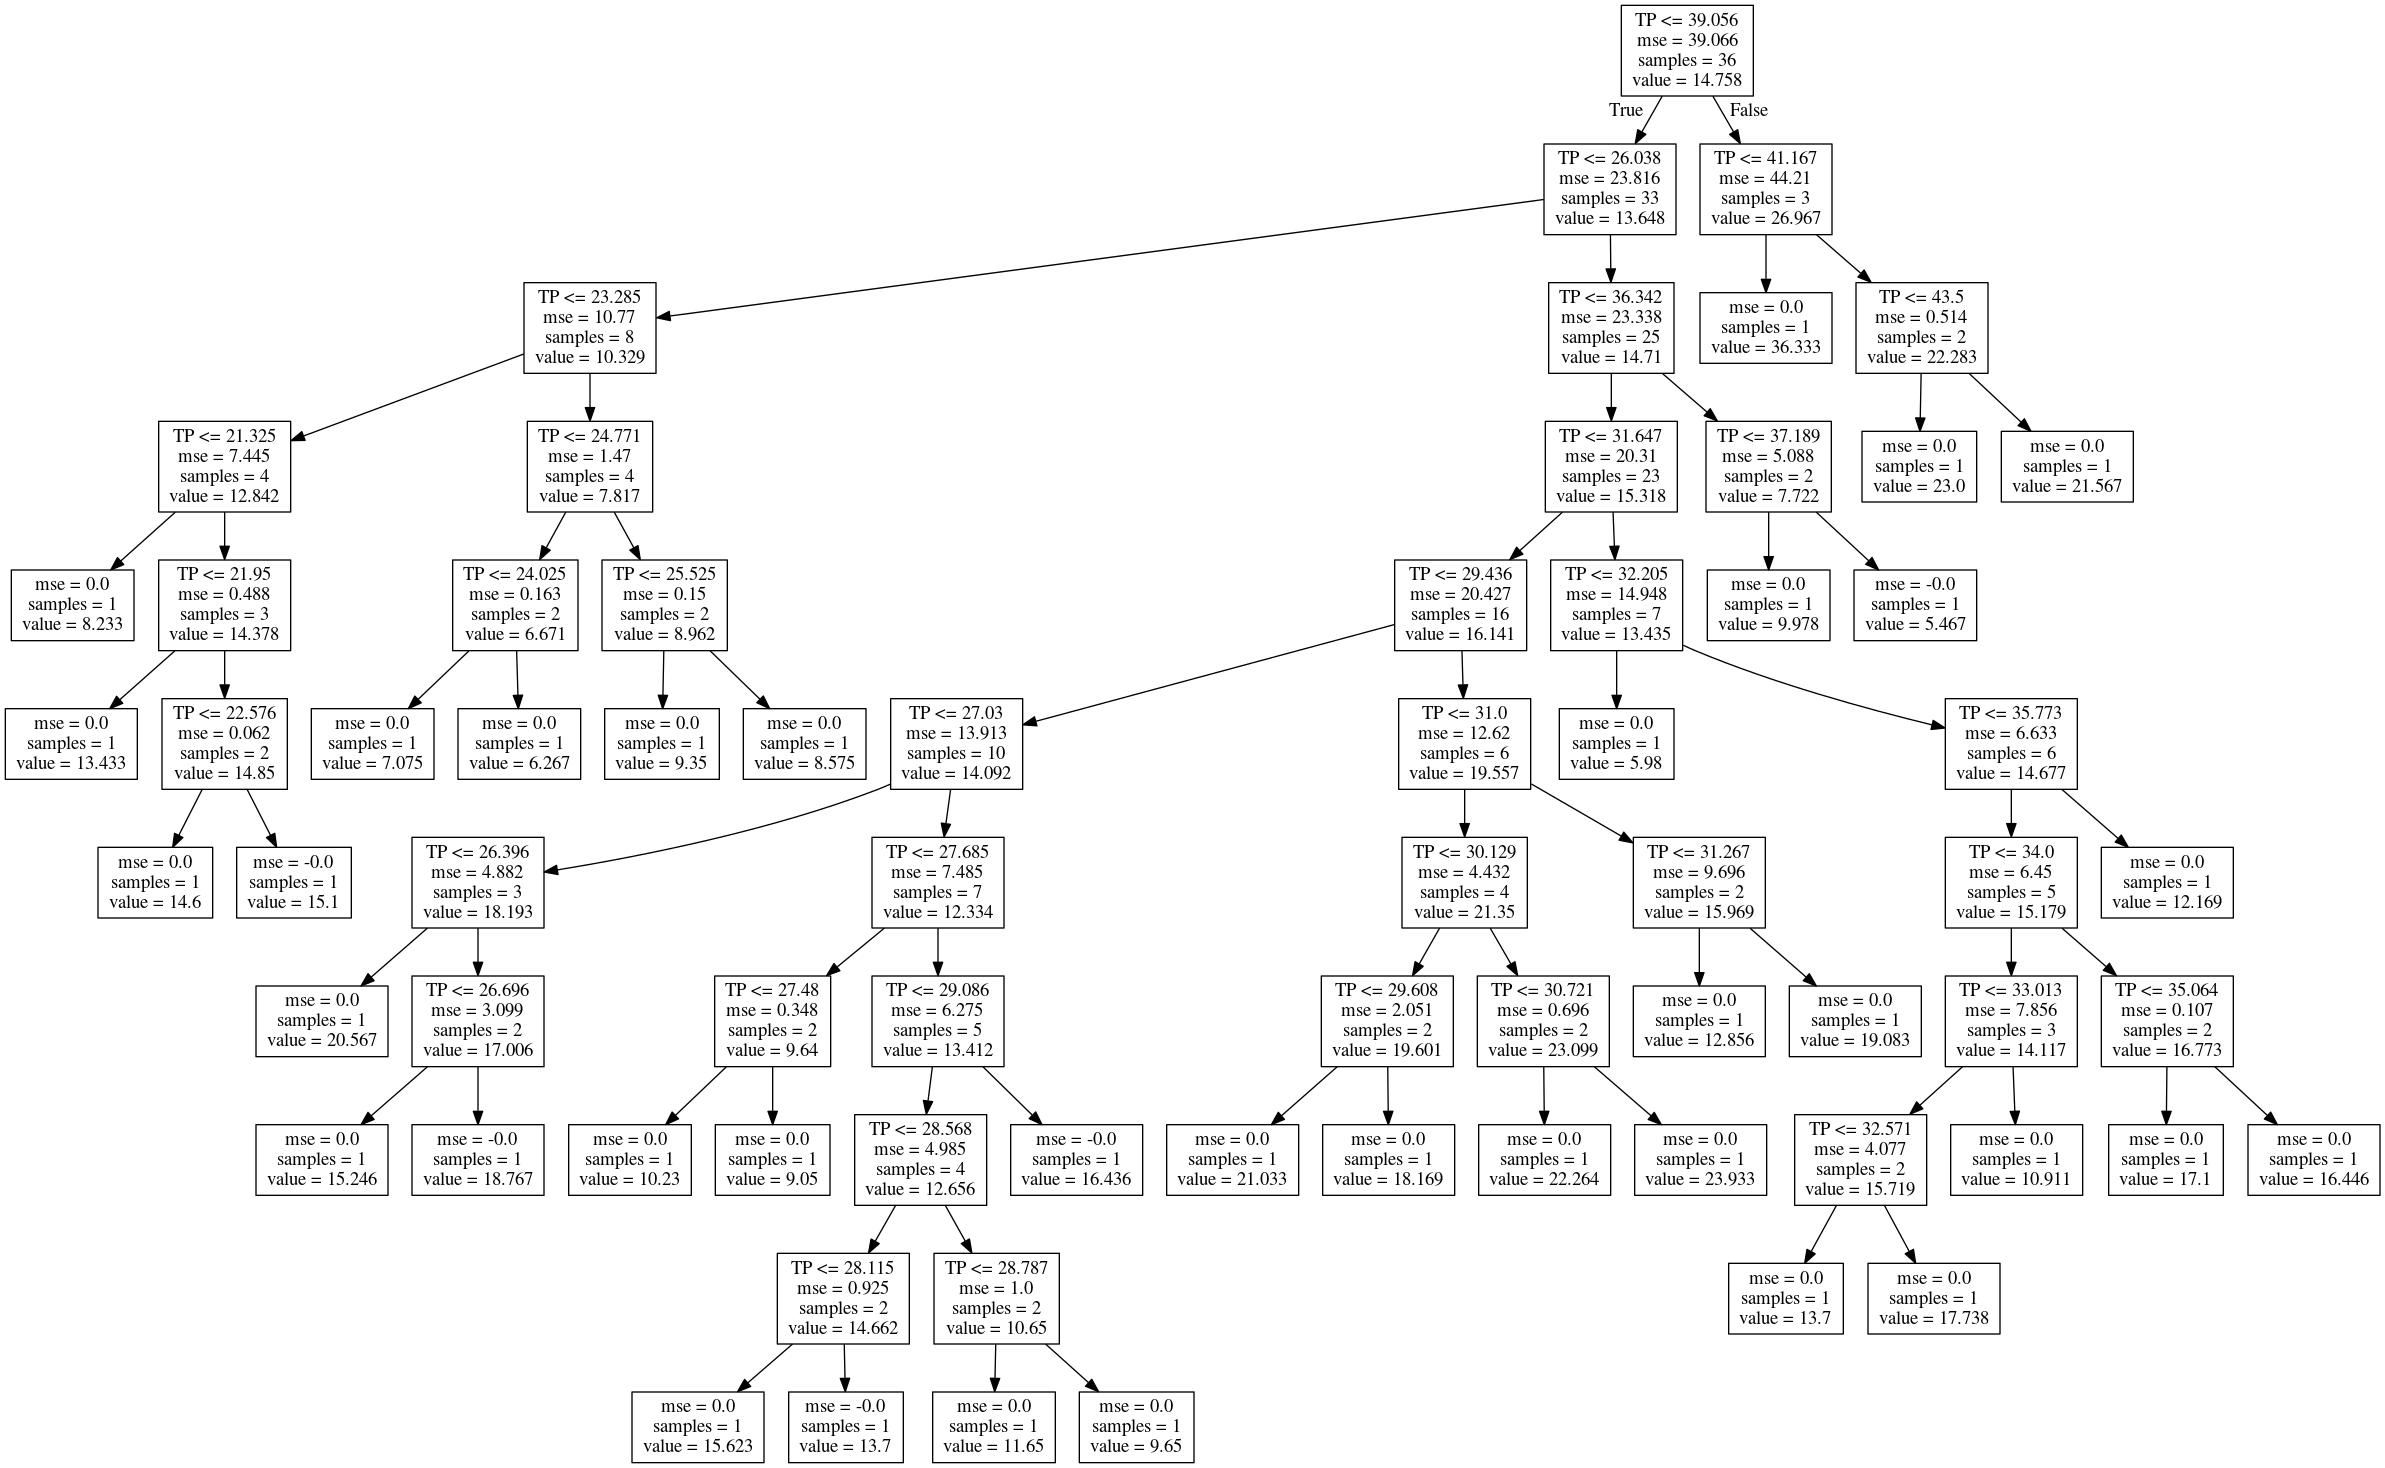 TP <= 39.056
mse = 39.066
samples = 36
value = 14.758
True
False
TP <= 26.038
mse = 23.816
samples = 33
value = 13.648
TP <= 41.167
mse = 44.21
samples = 3
value = 26.967
TP <= 23.285
mse = 10.77
samples = 8
value = 10.329
TP <= 36.342
mse = 23.338
samples = 25
value = 14.71
mse = 0.0
samples = 1
value = 36.333
TP <= 43.5
mse = 0.514
samples = 2
value = 22.283
TP <= 21.325
mse = 7.445
samples = 4
value = 12.842
TP <= 24.771
mse = 1.47
samples = 4
value = 7.817
TP <= 31.647
mse = 20.31
samples = 23
value = 15.318
TP <= 37.189
mse = 5.088
samples = 2
value = 7.722
mse = 0.0
samples = 1
value = 23.0
mse = 0.0
samples = 1
value = 21.567
mse = 0.0
samples = 1
value = 8.233
TP <= 21.95
mse = 0.488
samples = 3
value = 14.378
TP <= 24.025
mse = 0.163
samples = 2
value = 6.671
TP <= 25.525
mse = 0.15
samples = 2
value = 8.962
TP <= 29.436
mse = 20.427
samples = 16
value = 16.141
TP <= 32.205
mse = 14.948
samples = 7
value = 13.435
mse = 0.0
samples = 1
value = 9.978
mse = -0.0
samples = 1
value = 5.467
mse = 0.0
samples = 1
value = 13.433
TP <= 22.576
mse = 0.062
samples = 2
value = 14.85
mse = 0.0
samples = 1
value = 7.075
mse = 0.0
samples = 1
value = 6.267
mse = 0.0
samples = 1
value = 9.35
mse = 0.0
samples = 1
value = 8.575
TP <= 27.03
mse = 13.913
samples = 10
value = 14.092
TP <= 31.0
mse = 12.62
samples = 6
value = 19.557
mse = 0.0
samples = 1
value = 5.98
TP <= 35.773
mse = 6.633
samples = 6
value = 14.677
mse = 0.0
samples = 1
value = 14.6
mse = -0.0
samples = 1
value = 15.1
TP <= 26.396
mse = 4.882
samples = 3
value = 18.193
TP <= 27.685
mse = 7.485
samples = 7
value = 12.334
TP <= 30.129
mse = 4.432
samples = 4
value = 21.35
TP <= 31.267
mse = 9.696
samples = 2
value = 15.969
TP <= 34.0
mse = 6.45
samples = 5
value = 15.179
mse = 0.0
samples = 1
value = 12.169
mse = 0.0
samples = 1
value = 20.567
TP <= 26.696
mse = 3.099
samples = 2
value = 17.006
TP <= 27.48
mse = 0.348
samples = 2
value = 9.64
TP <= 29.086
mse = 6.275
samples = 5
value = 13.412
TP <= 29.608
mse = 2.051
samples = 2
value = 19.601
TP <= 30.721
mse = 0.696
samples = 2
value = 23.099
mse = 0.0
samples = 1
value = 12.856
mse = 0.0
samples = 1
value = 19.083
TP <= 33.013
mse = 7.856
samples = 3
value = 14.117
TP <= 35.064
mse = 0.107
samples = 2
value = 16.773
mse = 0.0
samples = 1
value = 15.246
mse = -0.0
samples = 1
value = 18.767
mse = 0.0
samples = 1
value = 10.23
mse = 0.0
samples = 1
value = 9.05
TP <= 28.568
mse = 4.985
samples = 4
value = 12.656
mse = -0.0
samples = 1
value = 16.436
mse = 0.0
samples = 1
value = 21.033
mse = 0.0
samples = 1
value = 18.169
mse = 0.0
samples = 1
value = 22.264
mse = 0.0
samples = 1
value = 23.933
TP <= 32.571
mse = 4.077
samples = 2
value = 15.719
mse = 0.0
samples = 1
value = 10.911
mse = 0.0
samples = 1
value = 17.1
mse = 0.0
samples = 1
value = 16.446
TP <= 28.115
mse = 0.925
samples = 2
value = 14.662
TP <= 28.787
mse = 1.0
samples = 2
value = 10.65
mse = 0.0
samples = 1
value = 13.7
mse = 0.0
samples = 1
value = 17.738
mse = 0.0
samples = 1
value = 15.623
mse = -0.0
samples = 1
value = 13.7
mse = 0.0
samples = 1
value = 11.65
mse = 0.0
samples = 1
value = 9.65